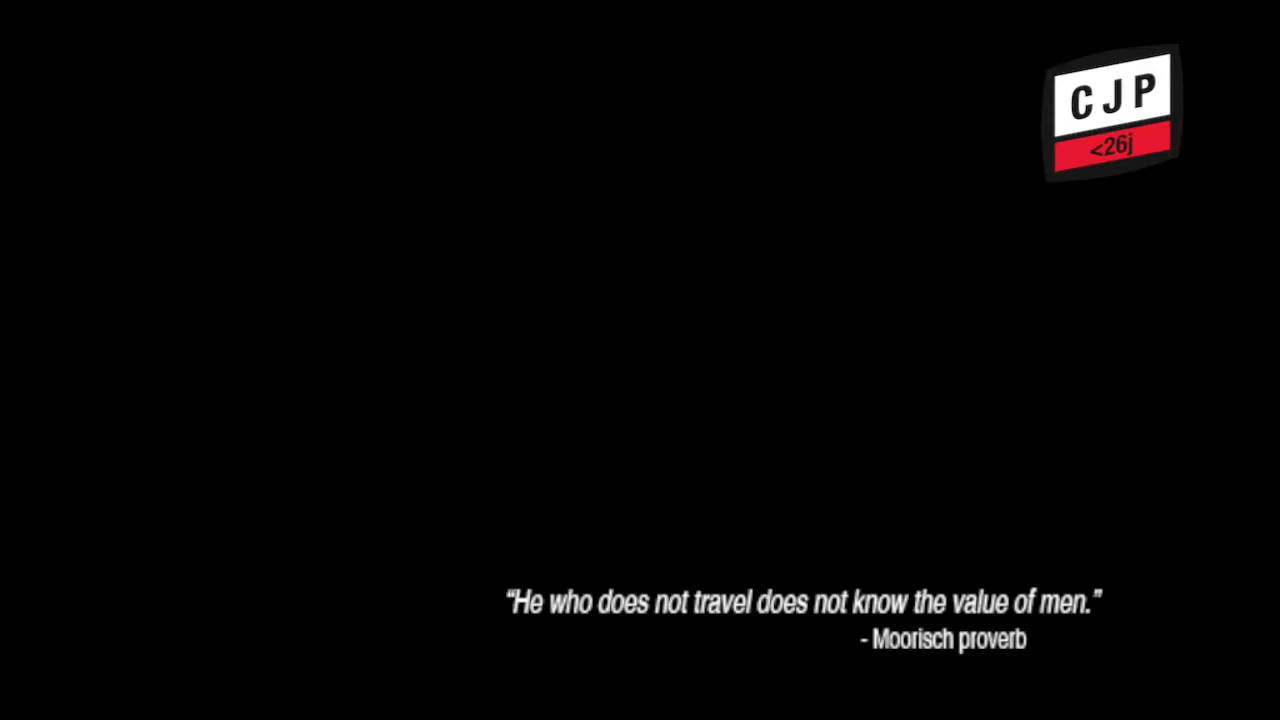 CJP
<26j
“He who does not travel does not know the value of men.”
- Moorisch proverb